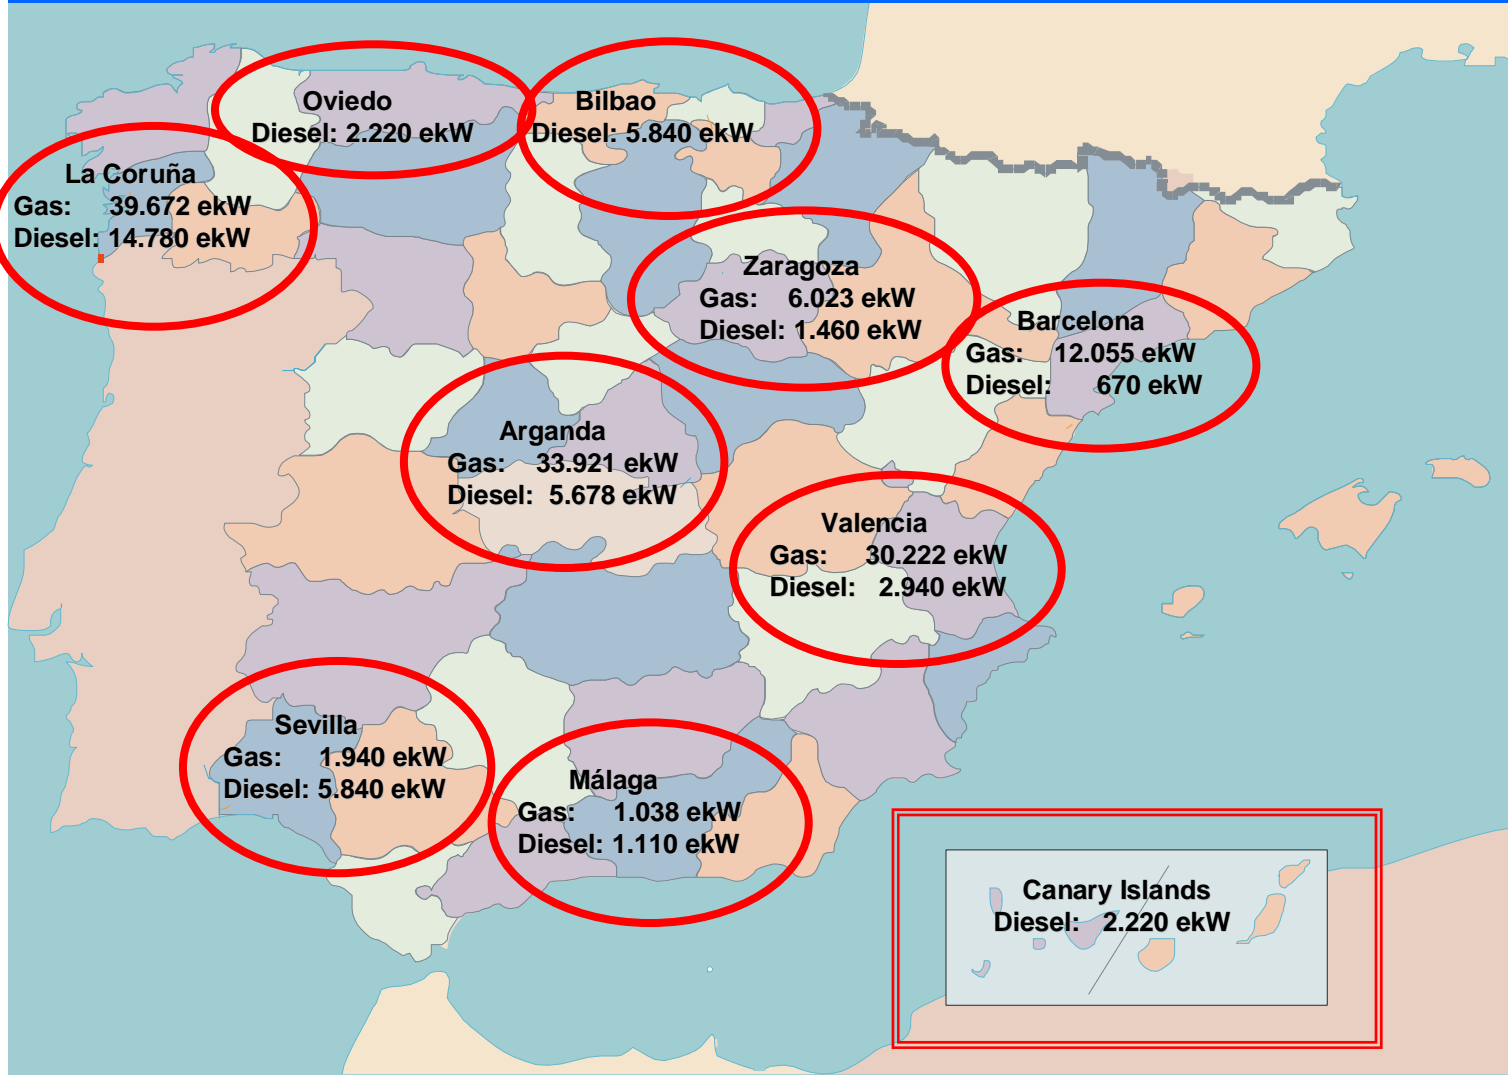 Oviedo
Diesel: 2.220 ekW
Bilbao
Diesel: 5.840 ekW
La Coruña
Gas: 39.672 ekW
Diesel: 14.780 ekW
Zaragoza
Gas: 6.023 ekW
Diesel: 1.460 ekW
Barcelona
Gas: 12.055 ekW
Diesel: 670 ekW
Arganda
Gas: 33.921 ekW
Diesel: 5.678 ekW
Valencia
Gas: 30.222 ekW
Diesel: 2.940 ekW
Sevilla
Gas: 1.940 ekW
Diesel: 5.840 ekW
Málaga
Gas: 1.038 ekW
Diesel: 1.110 ekW
Canary Islands
Diesel: 2.220 ekW